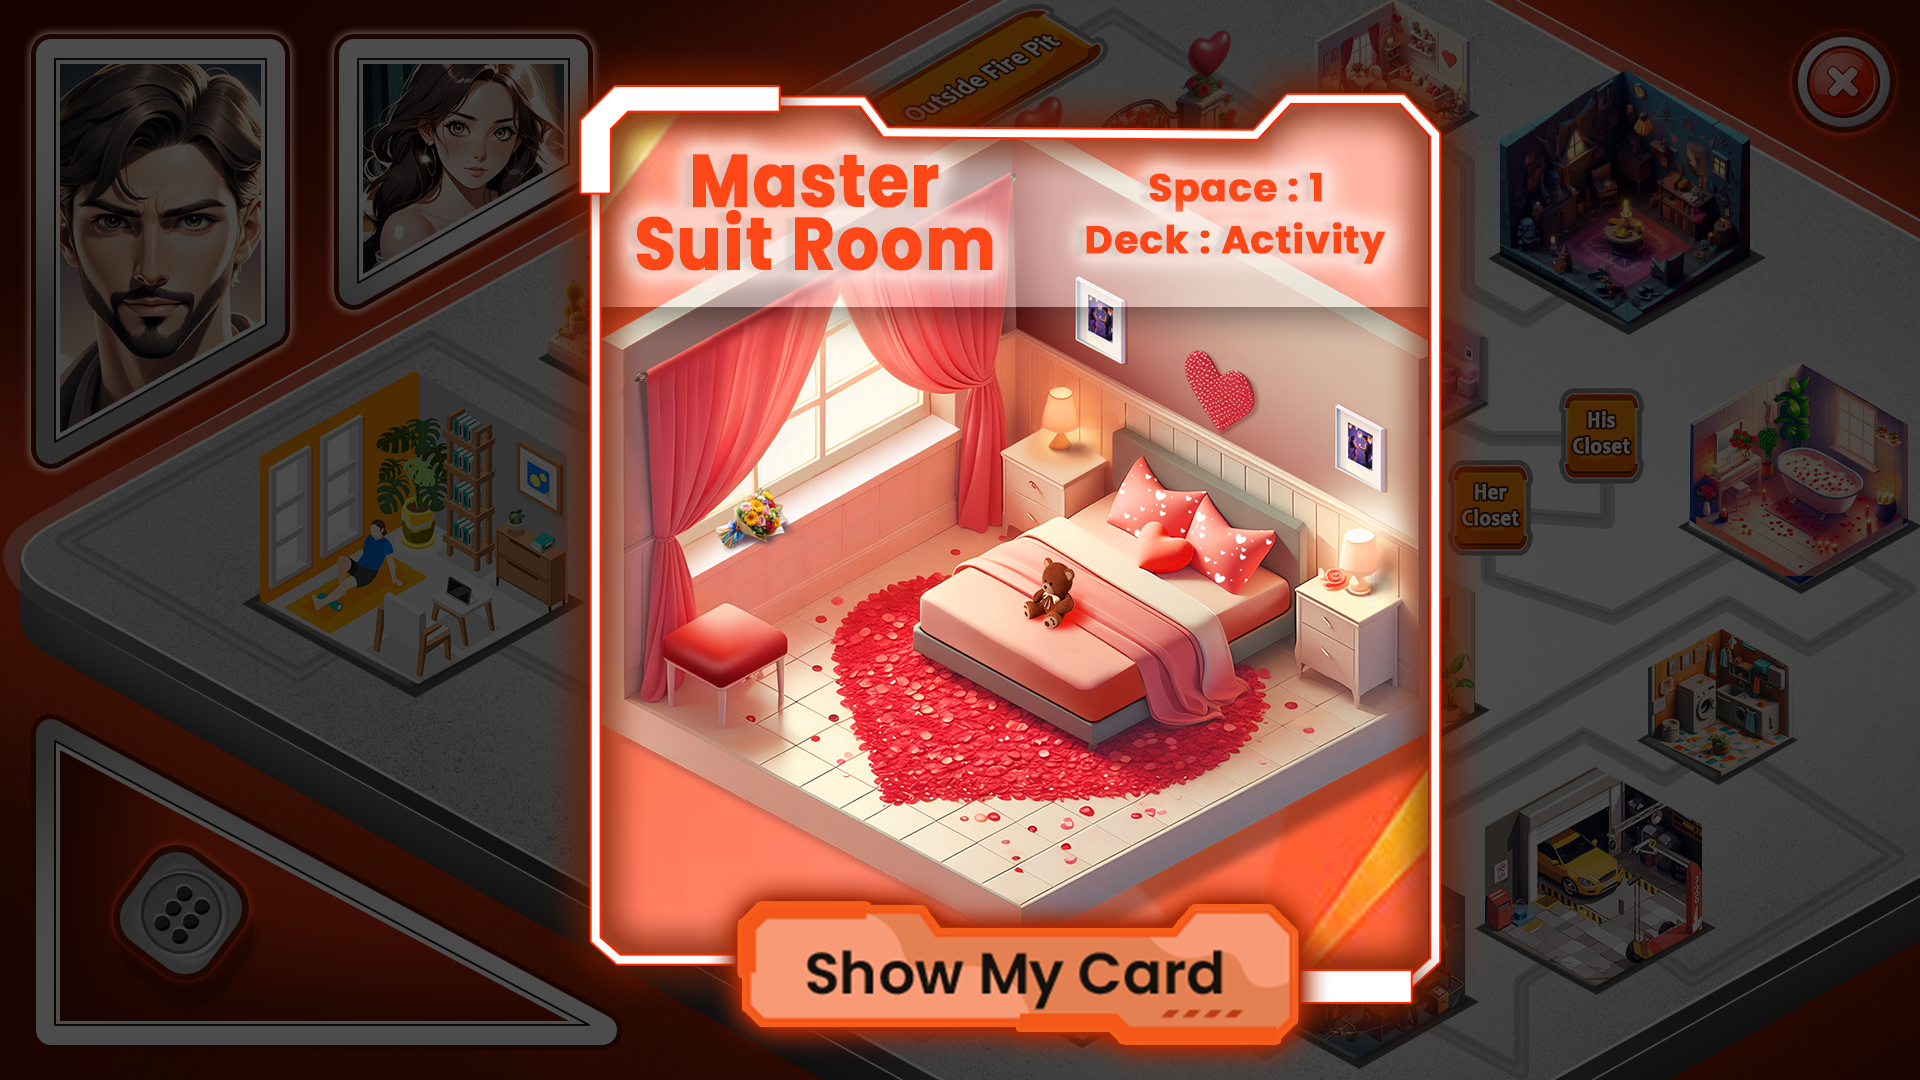 Outside Fire Pit
Master
Suit Room
Space : 1
Deck : Activity
His
Closet
Her
Closet
Show My Card